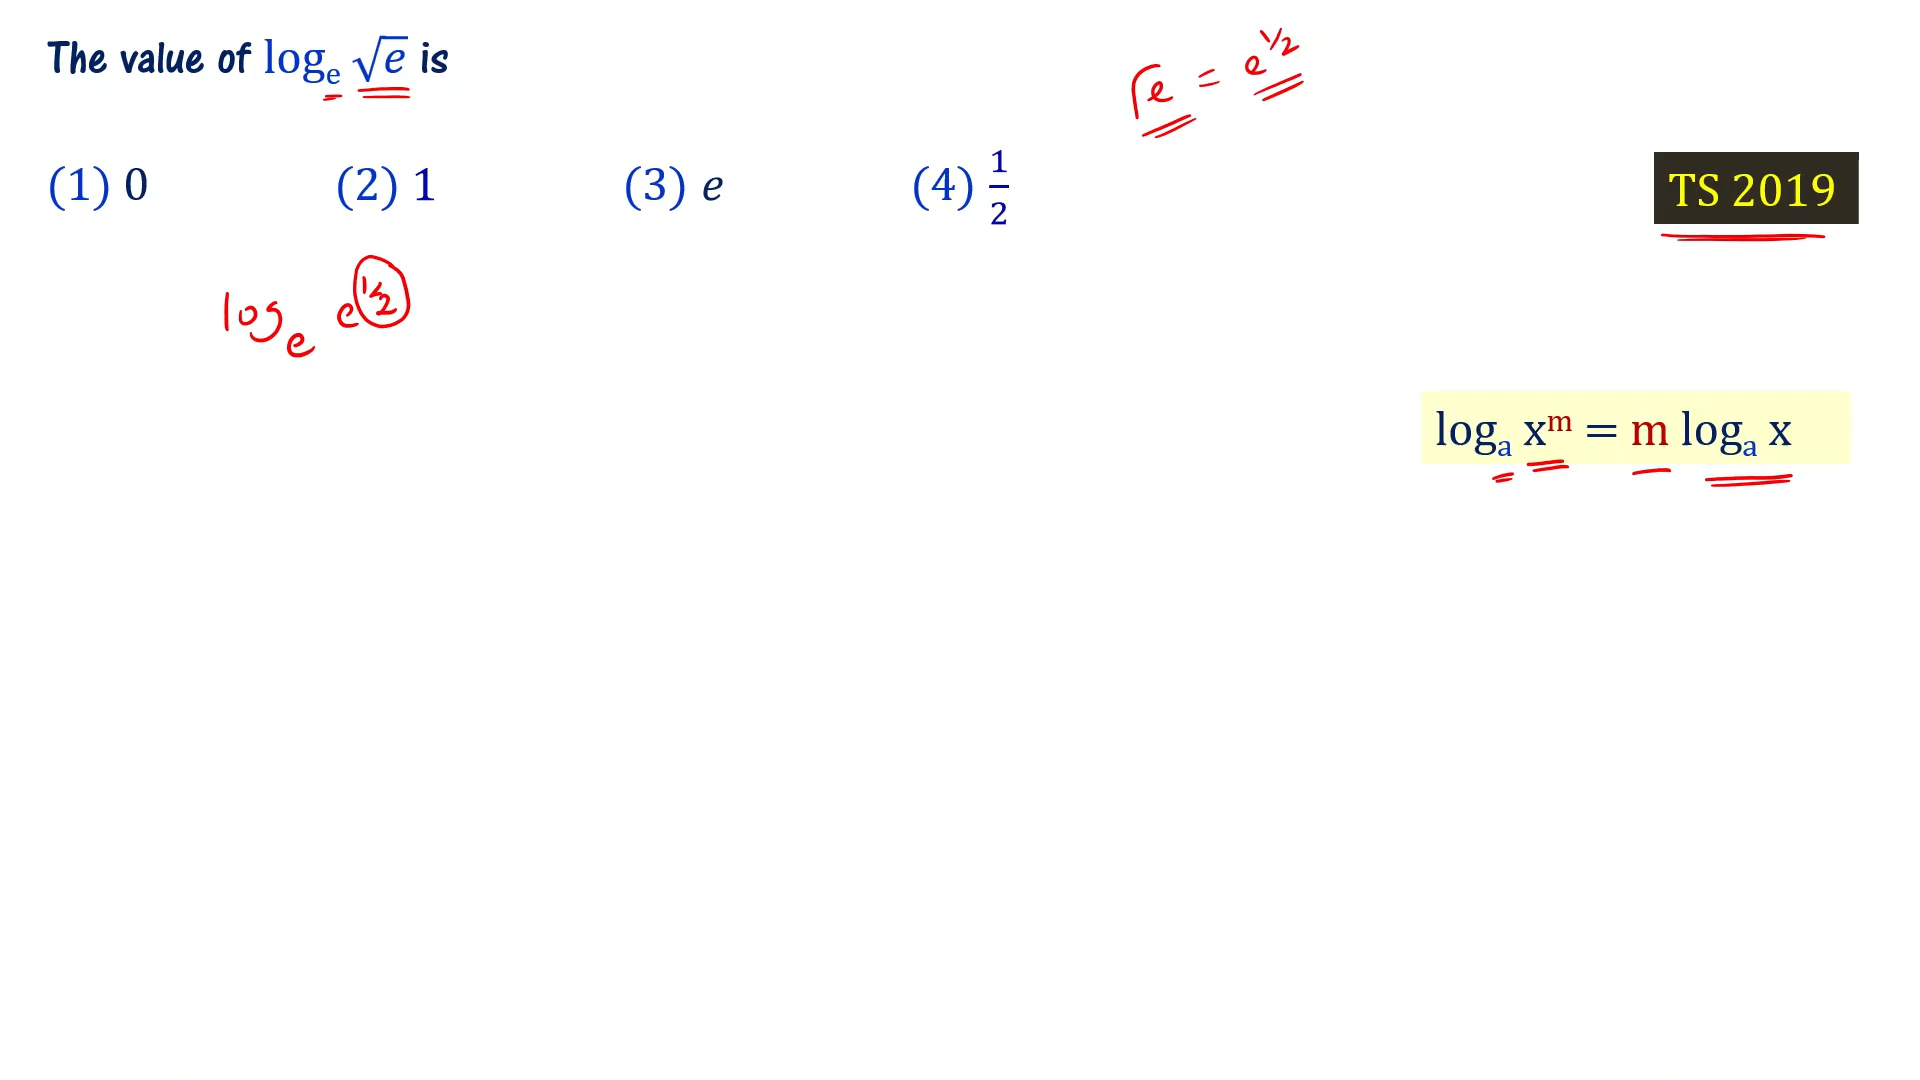 The value of logₑ √e is
√e = e^1/2
(1) 0 (2) 1 (3) e (4) 1/2
TS 2019
logₑ e^1/2
logₐ xᵐ = m logₐ x